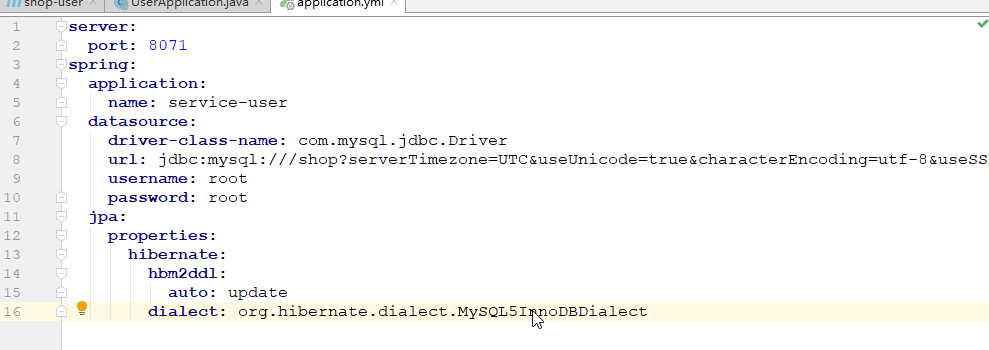 shop-user UserApplication.java application.yml
1 server:
2 port: 8071
3 spring:
4 application:
5 name: service-user
6 datasource:
7 driver-class-name: com.mysql.jdbc.Driver
8 url: jdbc:mysql:///shop?serverTimezone=UTC&useUnicode=true&characterEncoding=utf-8&useSS
9 username: root
10 password: root
11 jpa:
12 properties:
13 hibernate:
14 hbm2ddl:
15 auto: update
16 dialect: org.hibernate.dialect.MySQL5InnoDBDialect